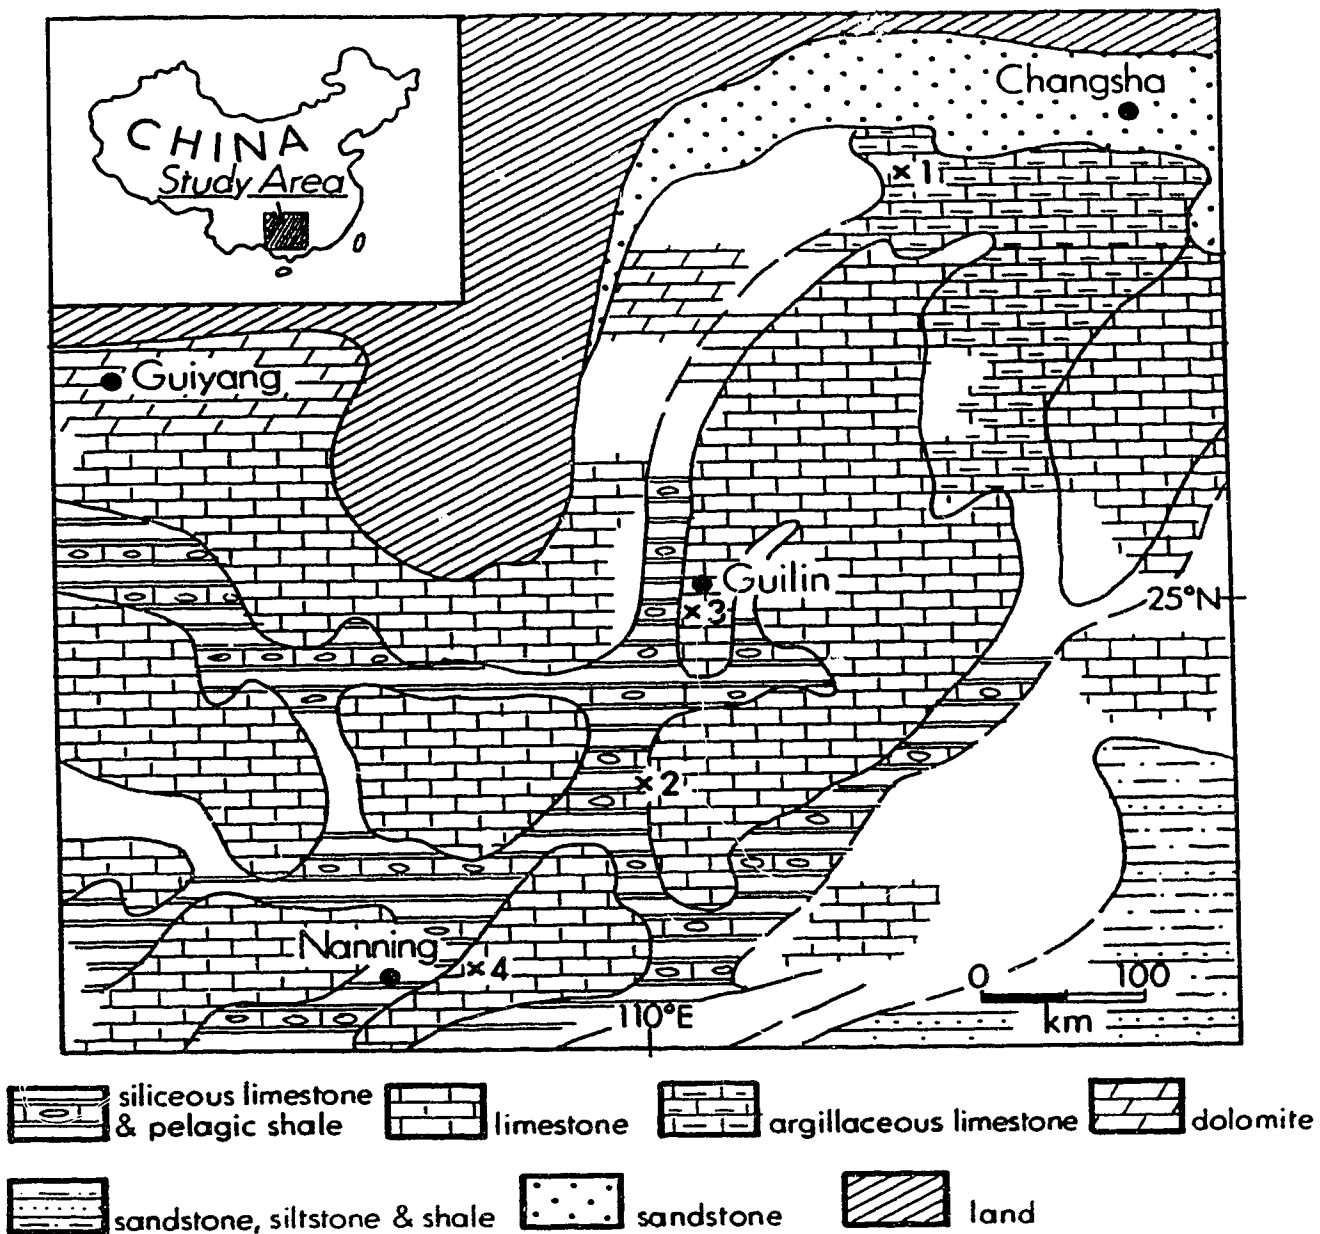 CHINA
Study Area
Changsha
×1
Guiyang
Guilin
×3
25°N
×2
Nanning
×4
110°E
0 100
km
siliceous limestone
& pelagic shale
limestone
argillaceous limestone
dolomite
sandstone, siltstone & shale
sandstone
land